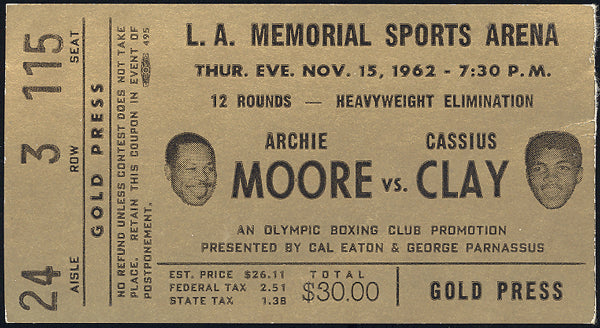 SEAT 115
ROW 3
AISLE 24
GOLD PRESS
NO REFUND UNLESS CONTEST DOES NOT TAKE
PLACE. RETAIN THIS COUPON IN EVENT OF
POSTPONEMENT.
495
L. A. MEMORIAL SPORTS ARENA
THUR. EVE. NOV. 15, 1962 - 7:30 P.M.
12 ROUNDS — HEAVYWEIGHT ELIMINATION
ARCHIE CASSIUS
MOORE vs. CLAY
AN OLYMPIC BOXING CLUB PROMOTION
PRESENTED BY CAL EATON & GEORGE PARNASSUS
EST. PRICE $26.11
FEDERAL TAX 2.51
STATE TAX 1.38
TOTAL
$30.00
GOLD PRESS